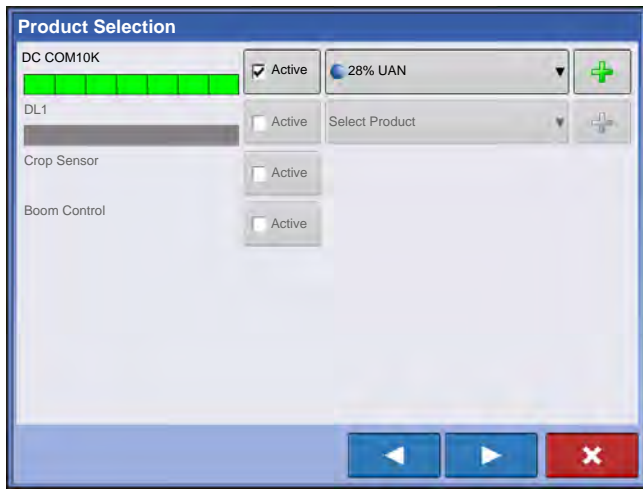 Product Selection
DC COM10K
Active
28% UAN
DL1
Active
Select Product
Crop Sensor
Active
Boom Control
Active